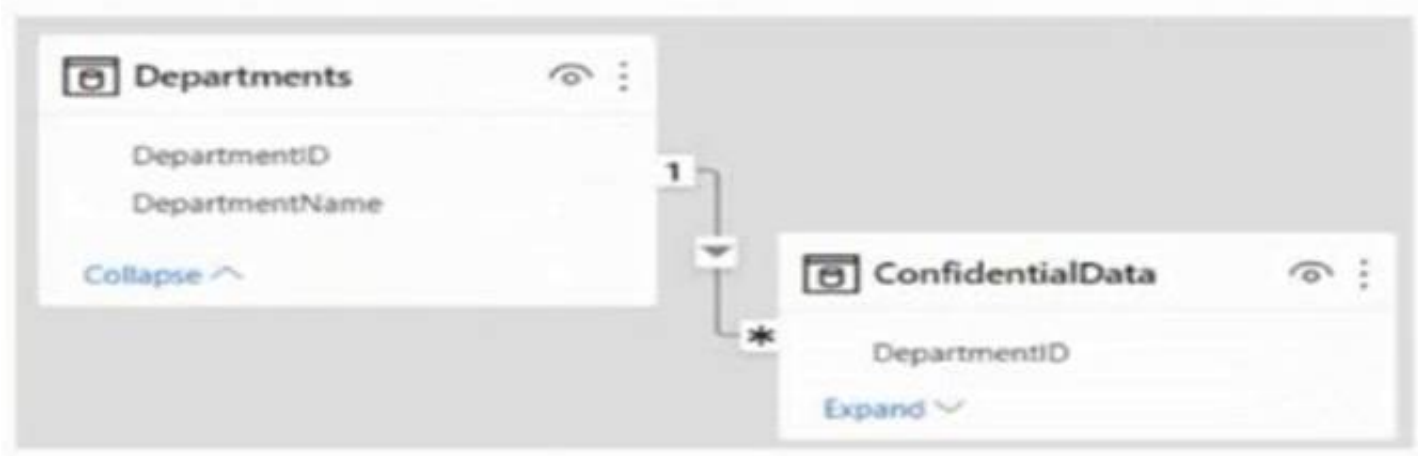 Departments
DepartmentID
DepartmentName
Collapse
1
ConfidentialData
*
DepartmentID
Expand